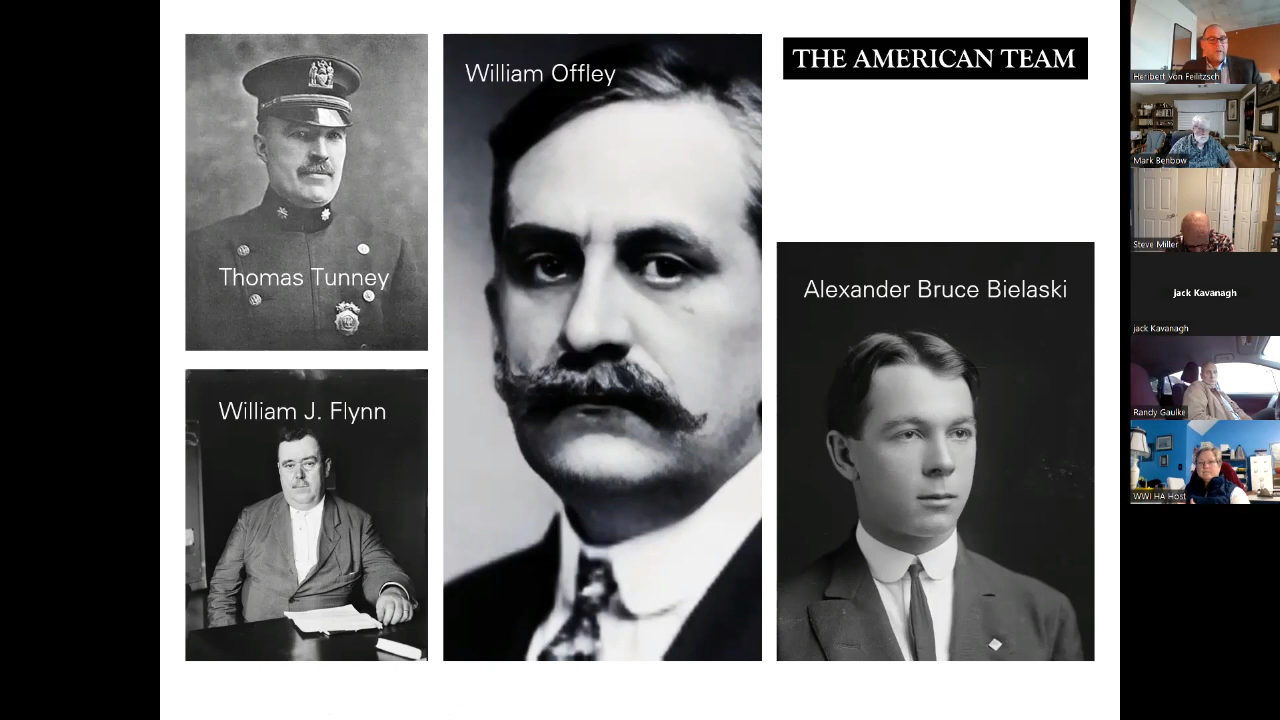 THE AMERICAN TEAM
Thomas Tunney
William Offley
Alexander Bruce Bielaski
William J. Flynn
Heribert von Feilitzsch
Mark Benbow
Steve Miller
Jack Kavanagh
jack Kavanagh
Randy Gaulke
WWI HA Host